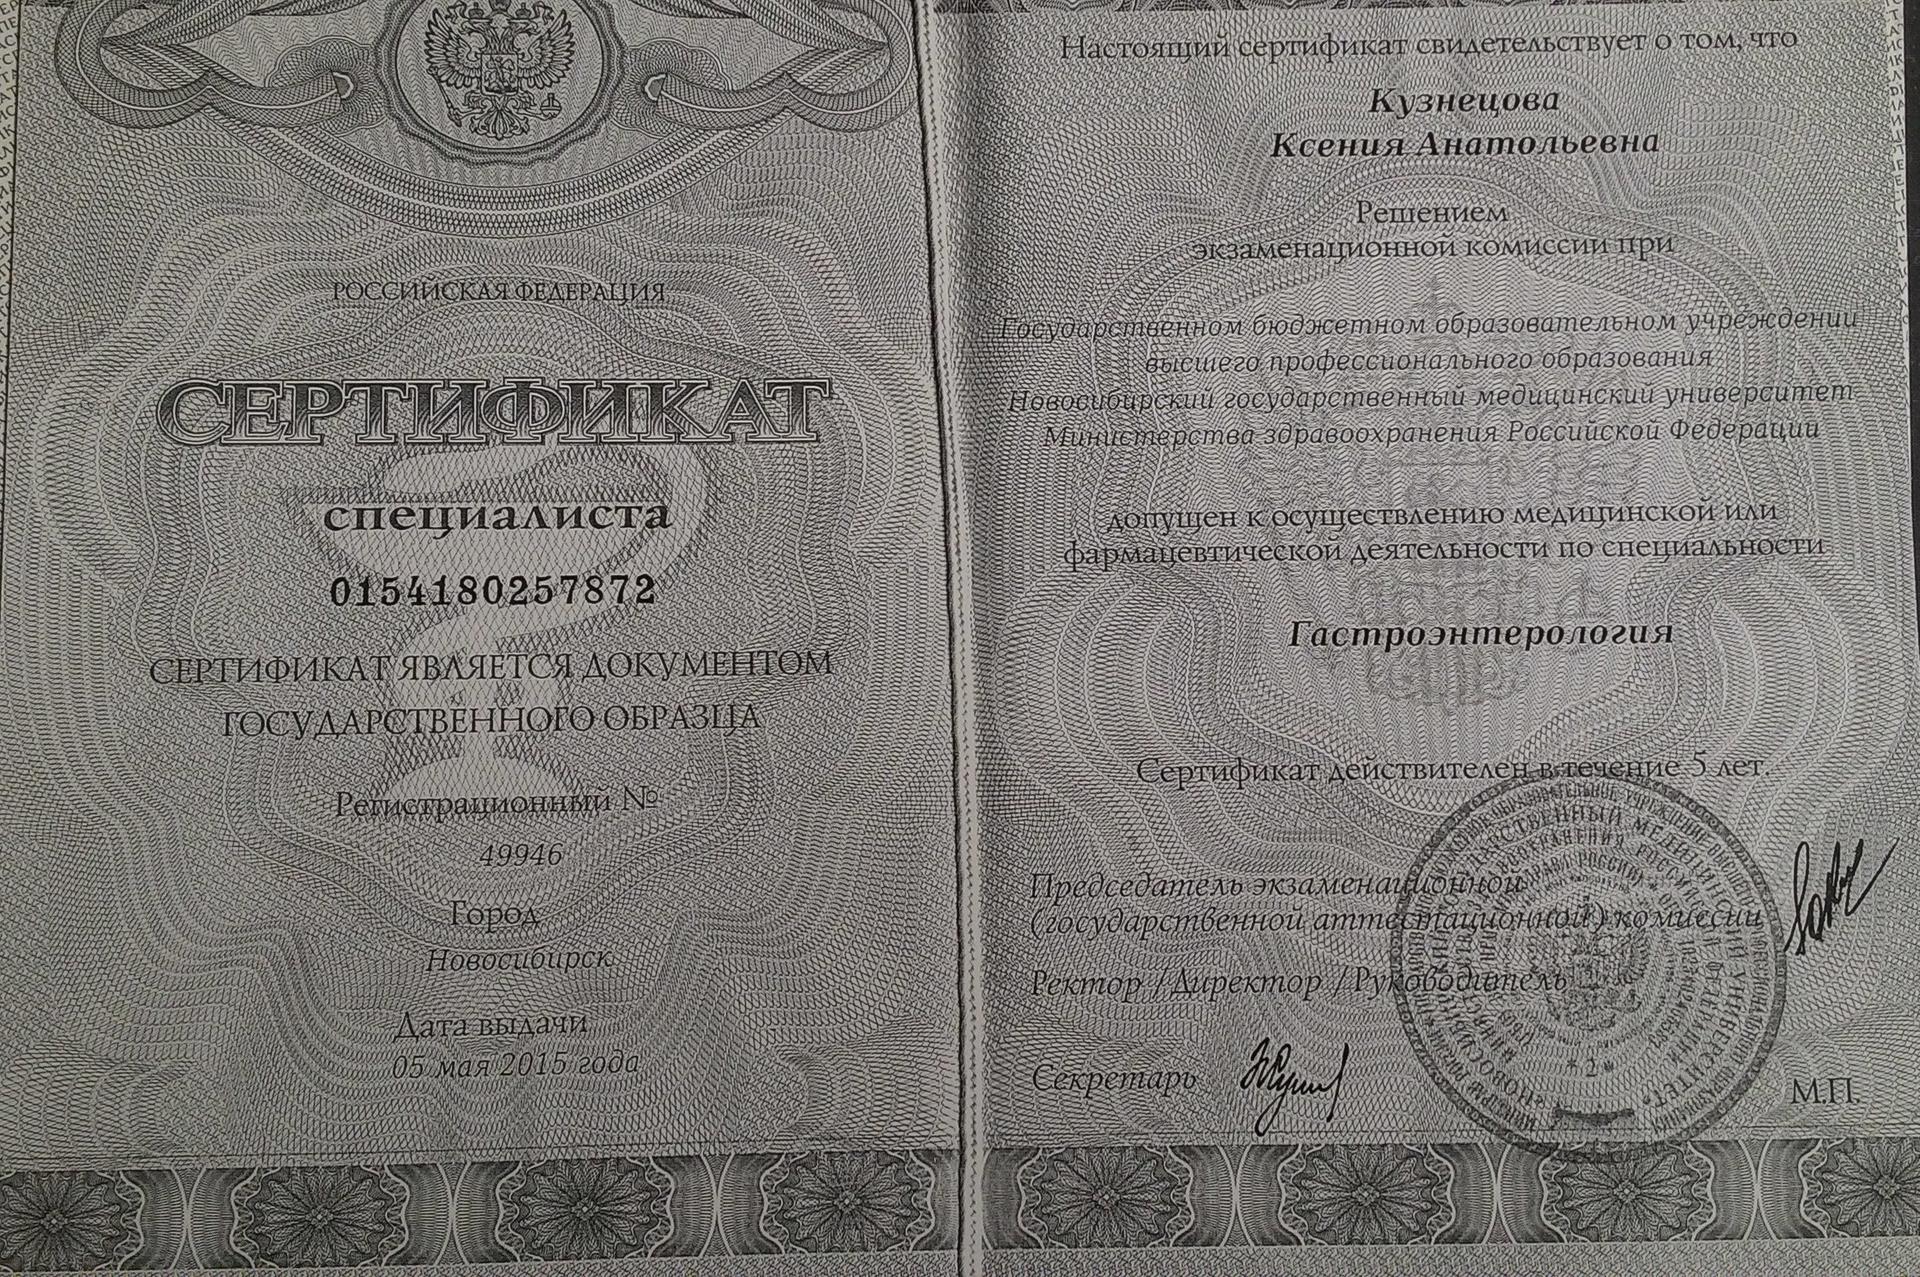 РОССИЙСКАЯ ФЕДЕРАЦИЯ
СЕРТИФИКАТ
специалиста
0154180257872
СЕРТИФИКАТ ЯВЛЯЕТСЯ ДОКУМЕНТОМ
ГОСУДАРСТВЕННОГО ОБРАЗЦА
Регистрационный №
49946
Город
Новосибирск
Дата выдачи
05 мая 2015 года
Настоящий сертификат свидетельствует о том, что
Кузнецова
Ксения Анатольевна
Решением
экзаменационной комиссии при
Государственном бюджетном образовательном учреждении
высшего профессионального образования
Новосибирский государственный медицинский университет
Министерства здравоохранения Российской Федерации
допущен к осуществлению медицинской или
фармацевтической деятельности по специальности
Гастроэнтерология
Сертификат действителен в течение 5 лет.
Председатель экзаменационной
(государственной аттестационной) комиссии
Ректор / Директор / Руководитель
Секретарь
М.П.
* 2 *